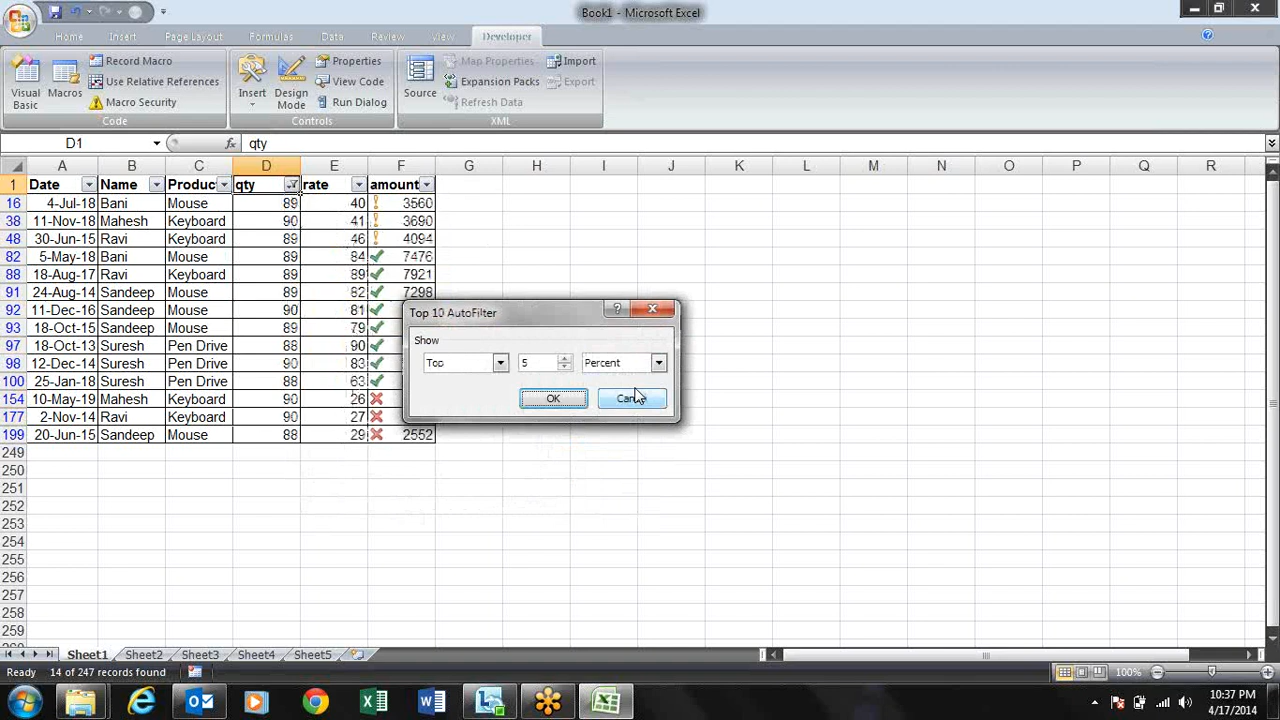 Book1 - Microsoft Excel
Home Insert Page Layout Formulas Data Review View Developer
Visual Basic
Macros
Record Macro
Use Relative References
Macro Security
Code
Insert
Design Mode
Properties
View Code
Run Dialog
Controls
Source
Map Properties
Expansion Packs
Refresh Data
Import
Export
XML
D1 fx qty
A B C D E F G H I J K L M N O P Q R
1 Date Name Produc qty rate amount
16 4-Jul-18 Bani Mouse 89 40 3560
38 11-Nov-18 Mahesh Keyboard 90 41 3690
48 30-Jun-15 Ravi Keyboard 89 46 4094
82 5-May-18 Bani Mouse 89 84 7476
88 18-Aug-17 Ravi Keyboard 89 89 7921
91 24-Aug-14 Sandeep Mouse 89 82 7298
92 11-Dec-16 Sandeep Mouse 90 81
93 18-Oct-15 Sandeep Mouse 89 79
97 18-Oct-13 Suresh Pen Drive 88 90
98 12-Dec-14 Suresh Pen Drive 90 83
100 25-Jan-18 Suresh Pen Drive 88 63
154 10-May-19 Mahesh Keyboard 90 26
177 2-Nov-14 Ravi Keyboard 90 27
199 20-Jun-15 Sandeep Mouse 88 29 2552
249
250
251
252
253
254
255
256
257
258
259
Top 10 AutoFilter
Show
Top 5 Percent
OK
Sheet1 Sheet2 Sheet3 Sheet4 Sheet5
Ready 14 of 247 records found 100%
10:37 PM
4/17/2014